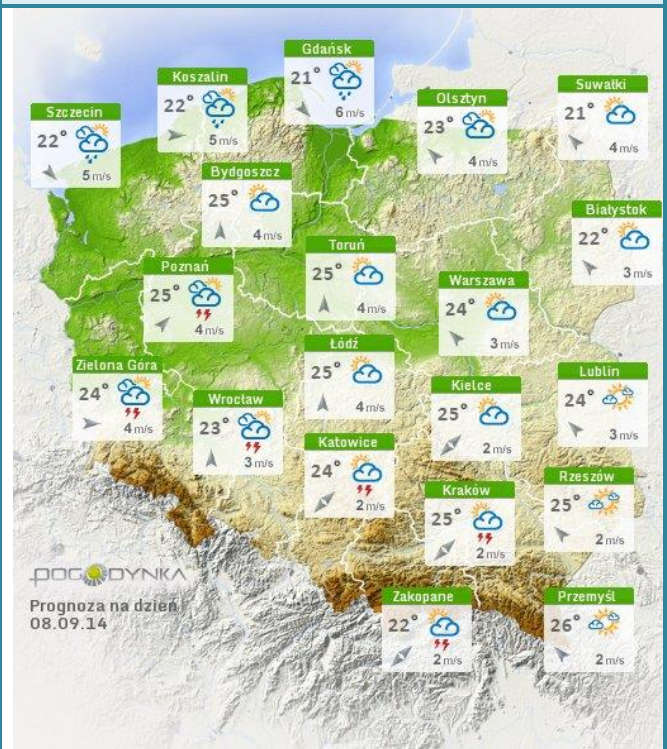 Gdańsk
21°
6 m/s
Koszalin
22°
5 m/s
Szczecin
22°
5 m/s
Olsztyn
23°
4 m/s
Suwałki
21°
4 m/s
Bydgoszcz
25°
4 m/s
Białystok
22°
3 m/s
Toruń
25°
4 m/s
Poznań
25°
4 m/s
Warszawa
24°
3 m/s
Łódź
25°
4 m/s
Zielona Góra
24°
4 m/s
Wrocław
23°
3 m/s
Kielce
25°
2 m/s
Lublin
24°
3 m/s
Katowice
24°
2 m/s
Kraków
25°
2 m/s
Rzeszów
25°
2 m/s
POGODYNKA
Prognoza na dzień
08.09.14
Zakopane
22°
2 m/s
Przemyśl
26°
2 m/s